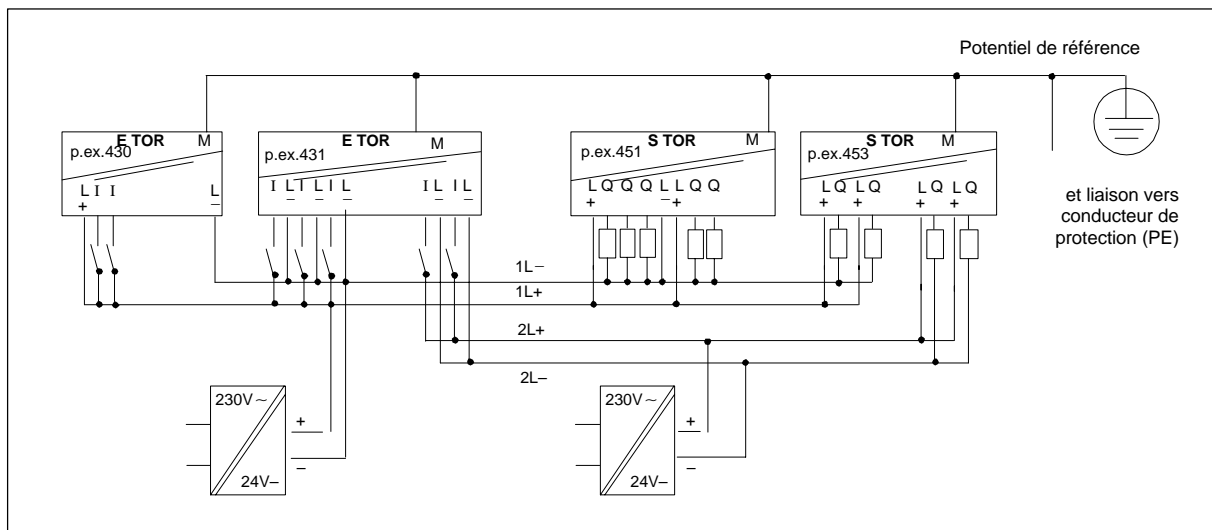 Potentiel de référence
E TOR M
p.ex.430
L I I L
+ –
E TOR M
p.ex.431
I L I L I L I L I L
– – – – –
S TOR M
p.ex.451
L Q Q Q L L Q Q
+ – +
S TOR M
p.ex.453
L Q L Q L Q L Q
+ + + +
et liaison vers
conducteur de
protection (PE)
1L–
1L+
2L+
2L–
230V ~
+
–
24V–
230V ~
+
–
24V–